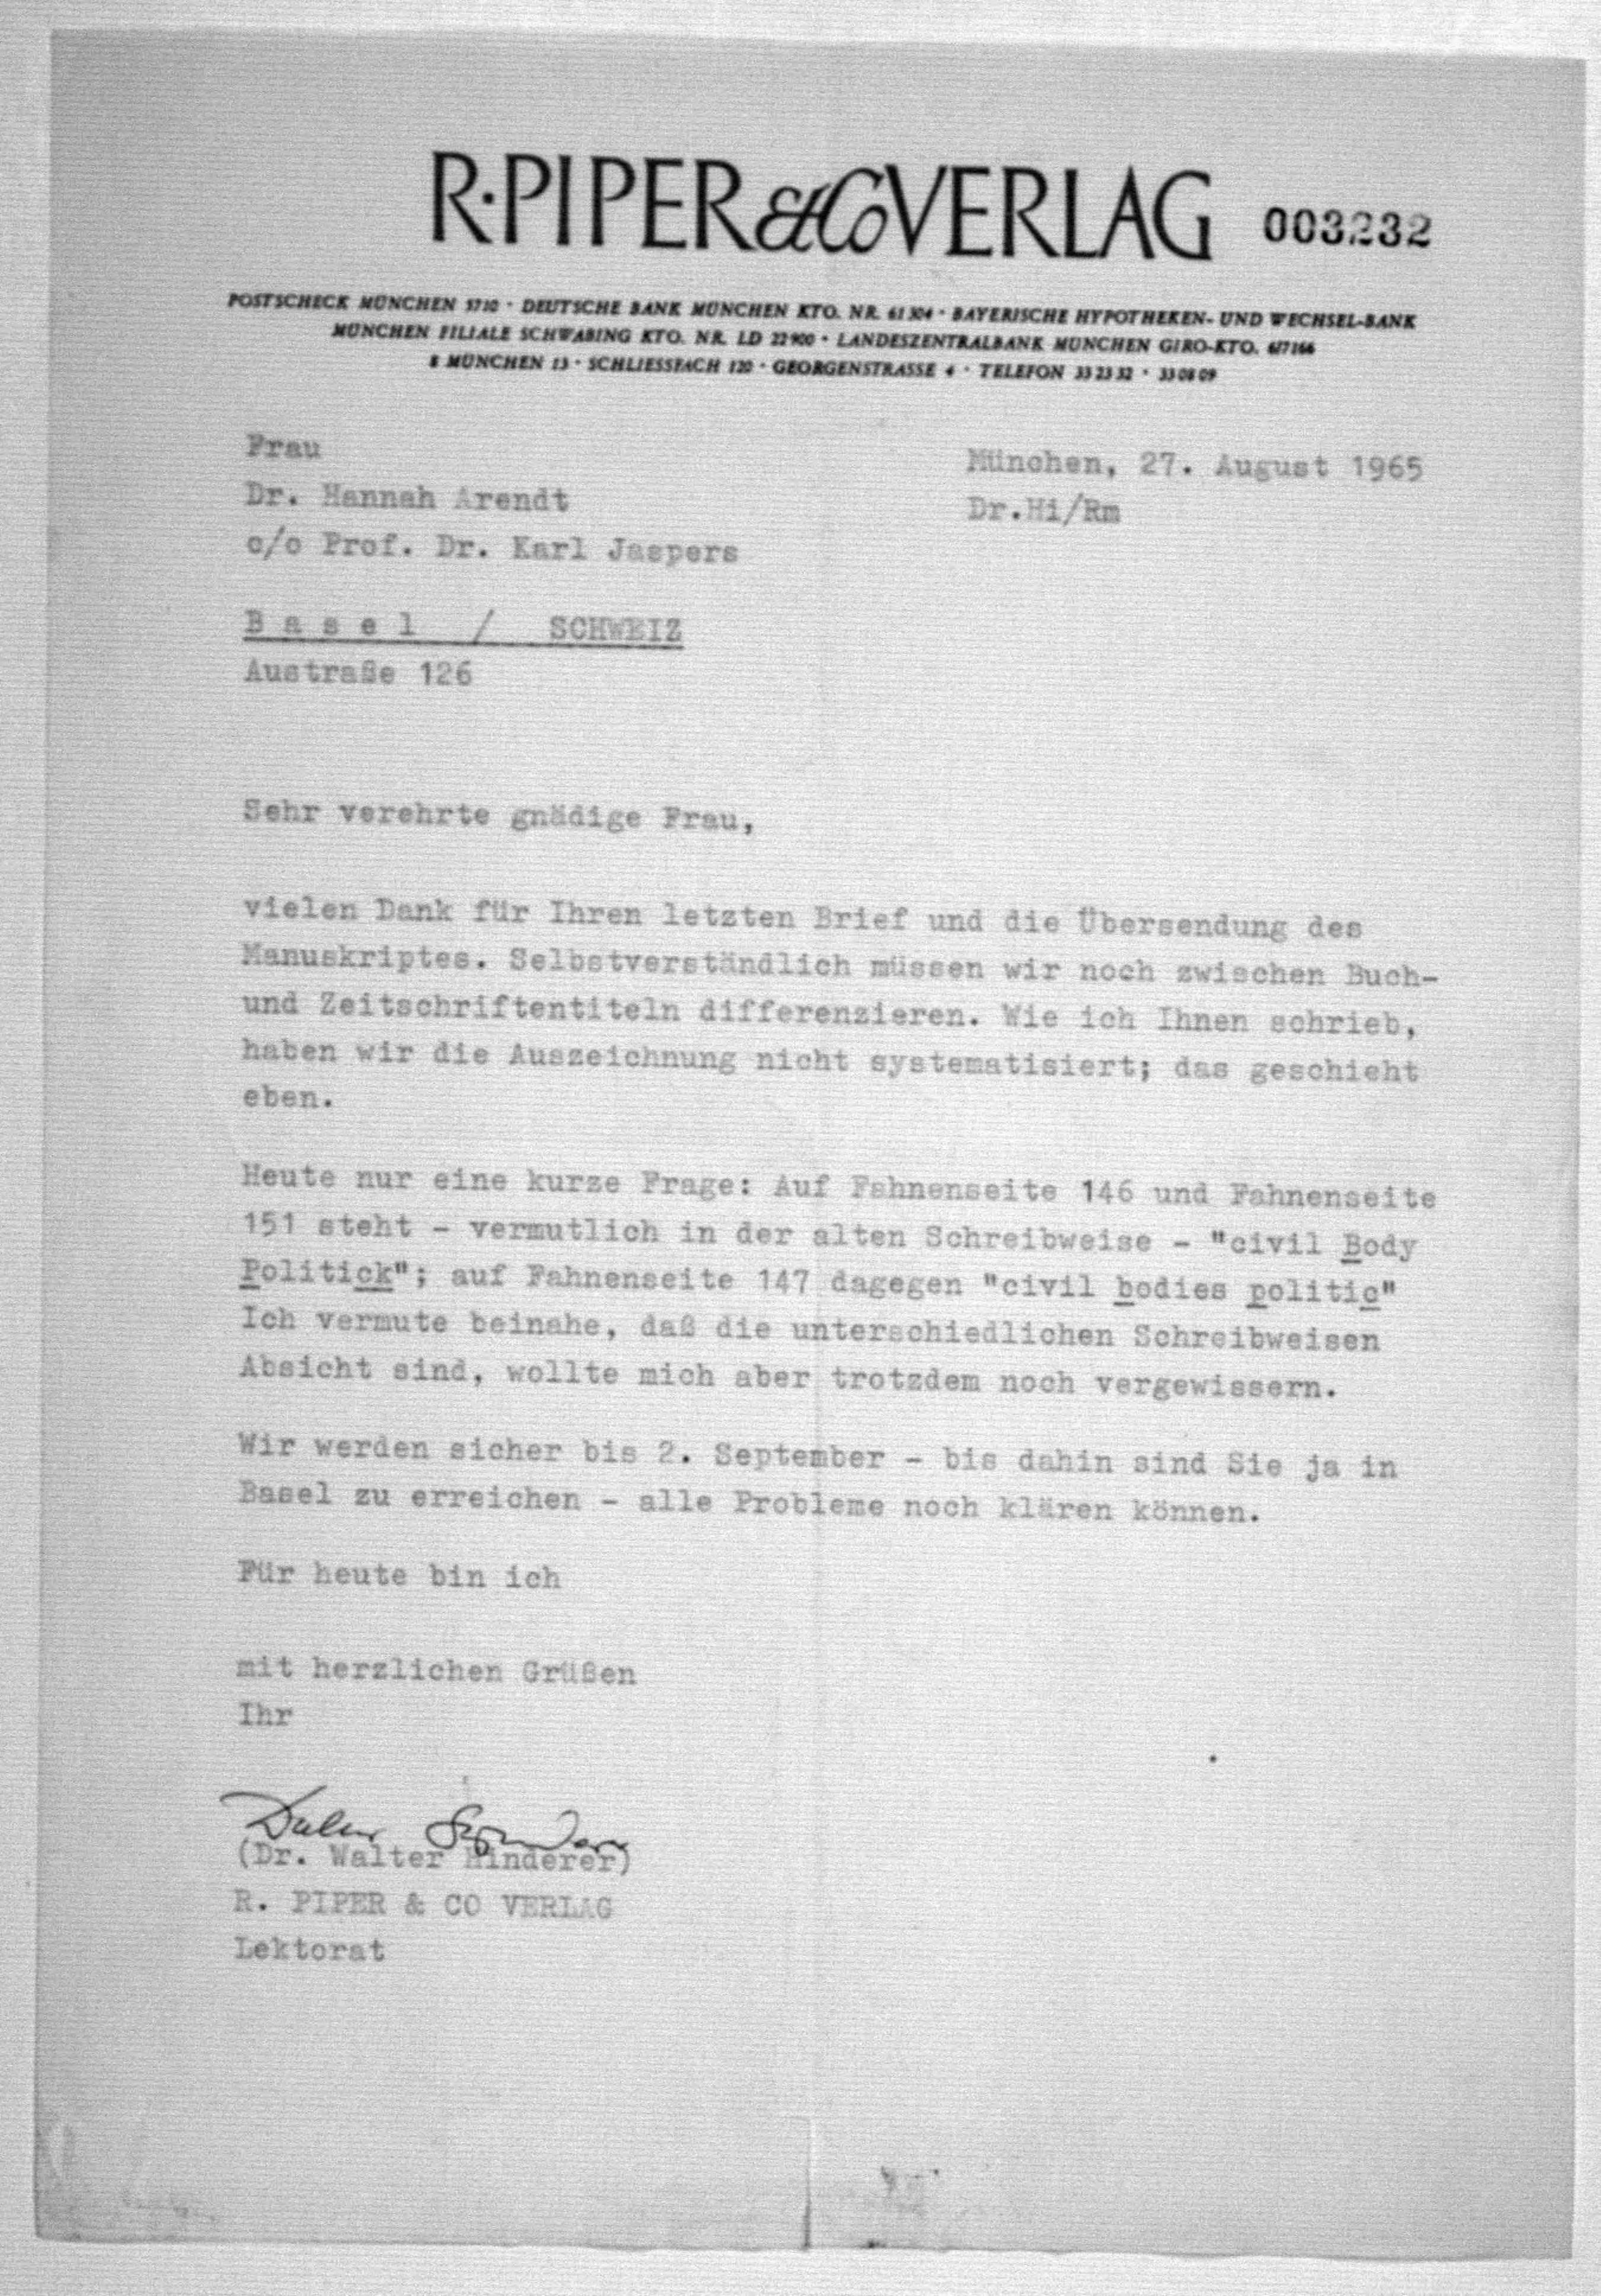 R·PIPER & Co VERLAG 003232
POSTSCHECK MÜNCHEN 5710 · DEUTSCHE BANK MÜNCHEN KTO. NR. 61 304 · BAYERISCHE HYPOTHEKEN- UND WECHSEL-BANK
MÜNCHEN FILIALE SCHWABING KTO. NR. LD 22 900 · LANDESZENTRALBANK MÜNCHEN GIRO-KTO. 6/7166
8 MÜNCHEN 13 · SCHLIESSFACH 120 · GEORGENSTRASSE 4 · TELEFON 33 23 32 · 33 08 09
Frau
München, 27. August 1965
Dr. Hannah Arendt
Dr.Hi/Rm
c/o Prof. Dr. Karl Jaspers
B a s e l / SCHWEIZ
Austraße 126
Sehr verehrte gnädige Frau,
vielen Dank für Ihren letzten Brief und die Übersendung des
Manuskriptes. Selbstverständlich müssen wir noch zwischen Buch-
und Zeitschriftentiteln differenzieren. Wie ich Ihnen schrieb,
haben wir die Auszeichnung nicht systematisiert; das geschieht
eben.
Heute nur eine kurze Frage: Auf Fahnenseite 146 und Fahnenseite
151 steht - vermutlich in der alten Schreibweise - "civil Body
Politick"; auf Fahnenseite 147 dagegen "civil bodies politic"
Ich vermute beinahe, daß die unterschiedlichen Schreibweisen
Absicht sind, wollte mich aber trotzdem noch vergewissern.
Wir werden sicher bis 2. September - bis dahin sind Sie ja in
Basel zu erreichen - alle Probleme noch klären können.
Für heute bin ich
mit herzlichen Grüßen
Ihr
(Dr. Walter Hinderer)
R. PIPER & CO VERLAG
Lektorat